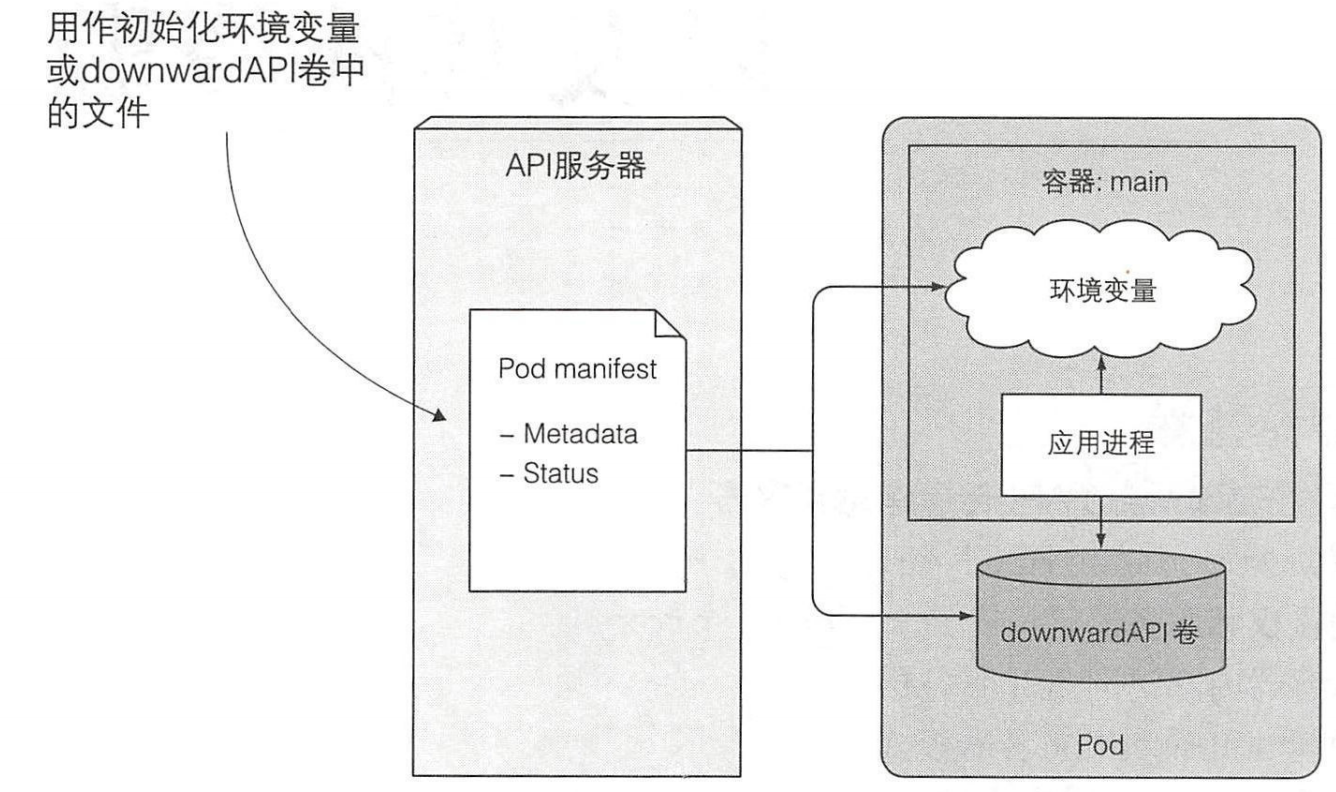 用作初始化环境变量
或downwardAPI卷中
的文件
API服务器
Pod manifest
– Metadata
– Status
容器: main
环境变量
应用进程
downwardAPI卷
Pod